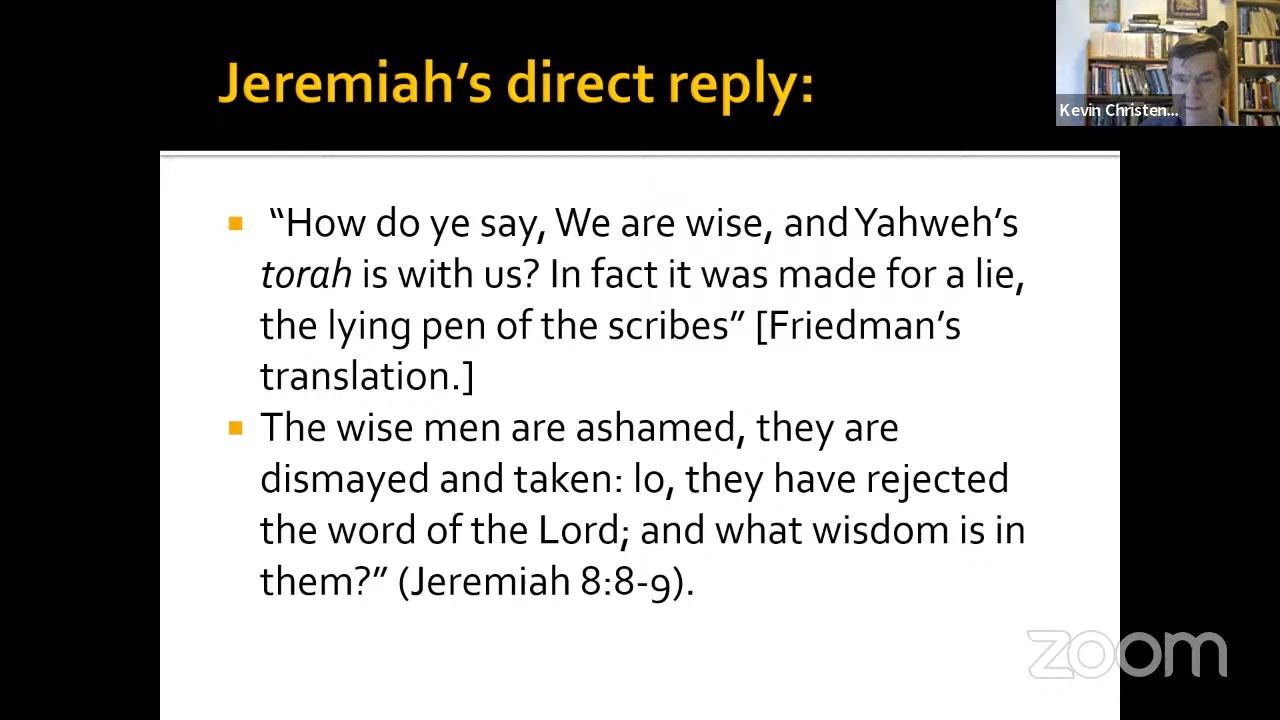 Jeremiah's direct reply:
Kevin Christen...
▪ “How do ye say, We are wise, and Yahweh's
torah is with us? In fact it was made for a lie,
the lying pen of the scribes” [Friedman's
translation.]
▪ The wise men are ashamed, they are
dismayed and taken: lo, they have rejected
the word of the Lord; and what wisdom is in
them?” (Jeremiah 8:8-9).
zoom